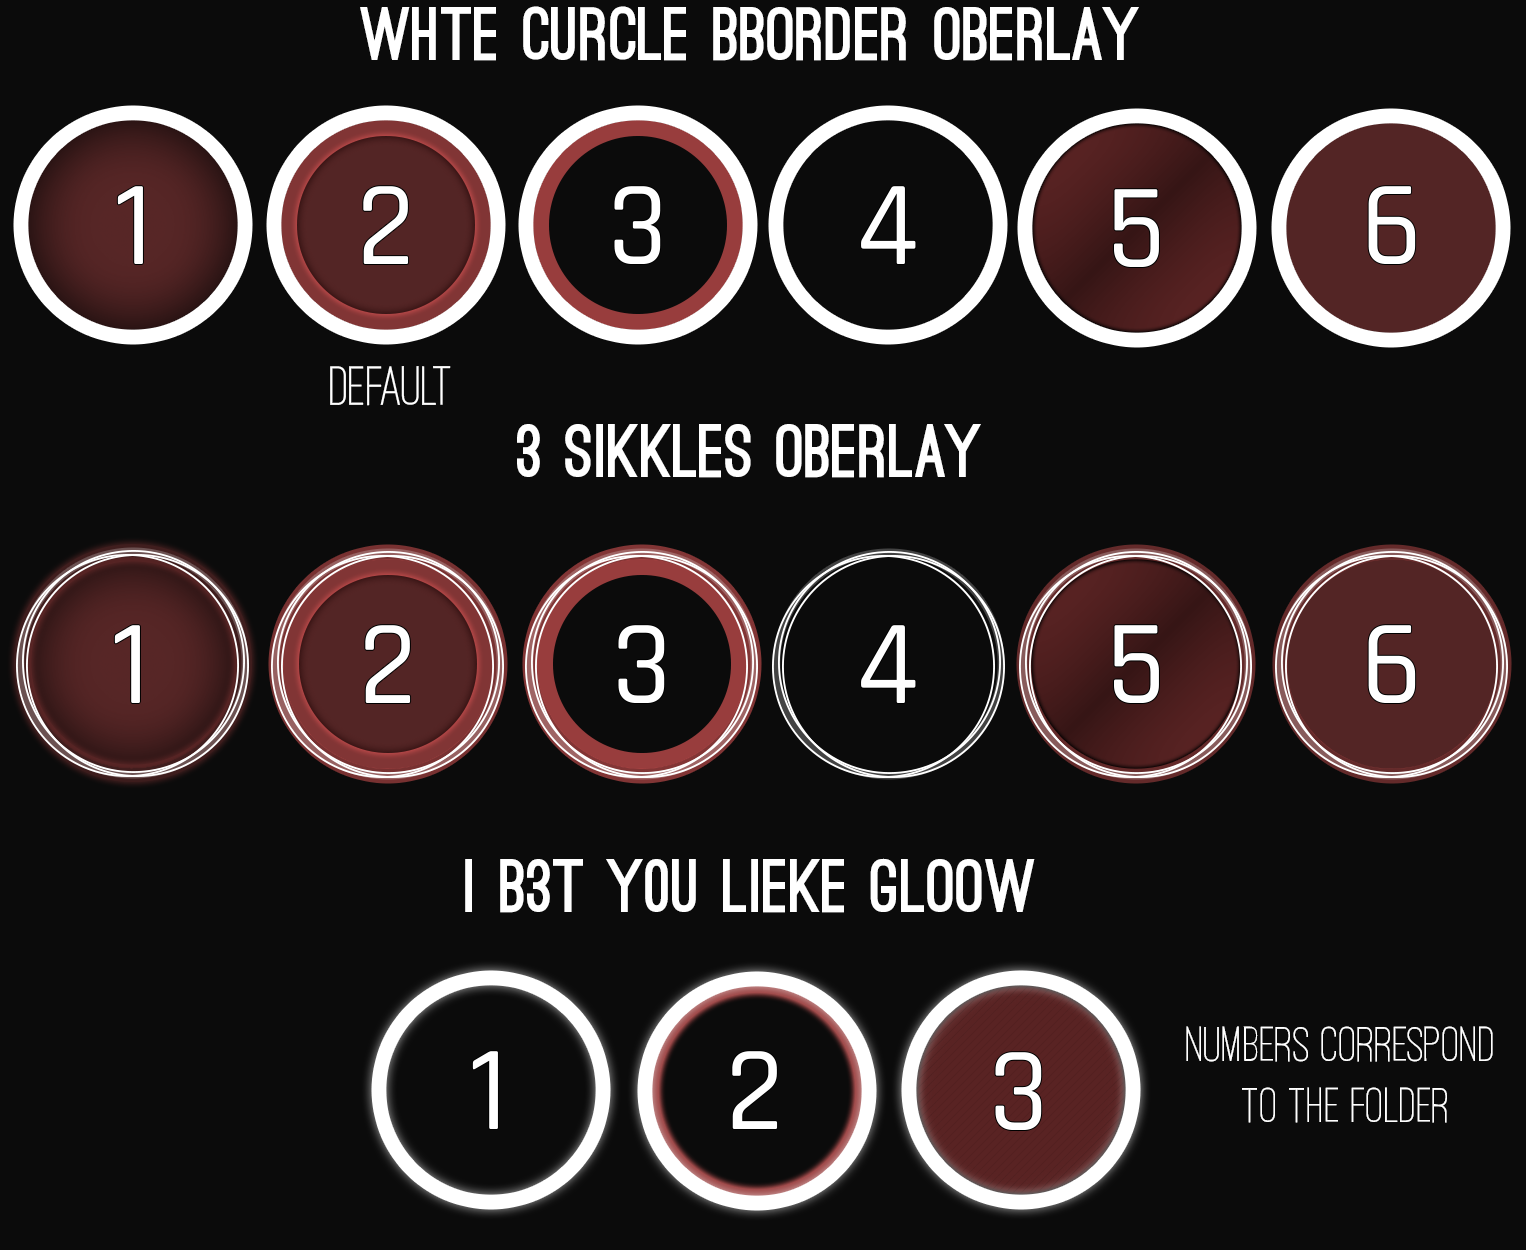 WHTE CURCLE BBORDER OBERLAY
1 2 3 4 5 6
DEFAULT
3 SIKKLES OBERLAY
1 2 3 4 5 6
I B3T YOU LIEKE GLOOW
1 2 3
NUMBERS CORRESPOND
TO THE FOLDER